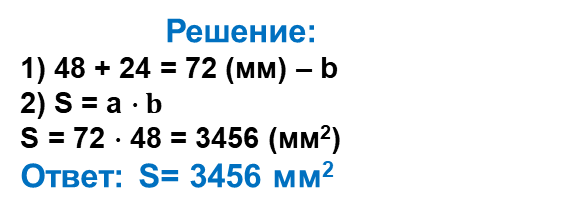 Решение:
1) 48 + 24 = 72 (мм) – b
2) S = a · b
S = 72 · 48 = 3456 (мм²)
Ответ: S= 3456 мм²